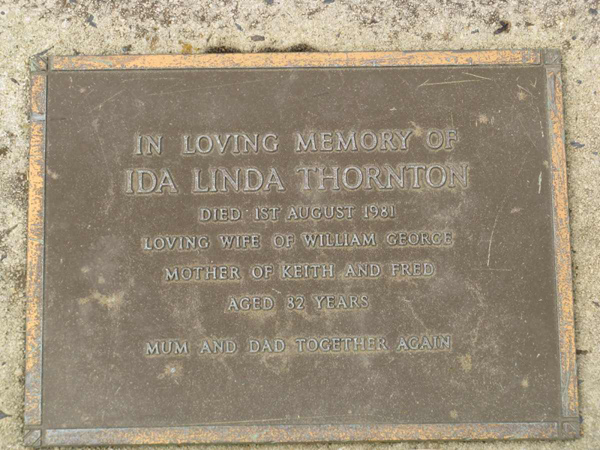 IN LOVING MEMORY OF
IDA LINDA THORNTON
DIED 1ST AUGUST 1981
LOVING WIFE OF WILLIAM GEORGE
MOTHER OF KEITH AND FRED
AGED 82 YEARS
MUM AND DAD TOGETHER AGAIN